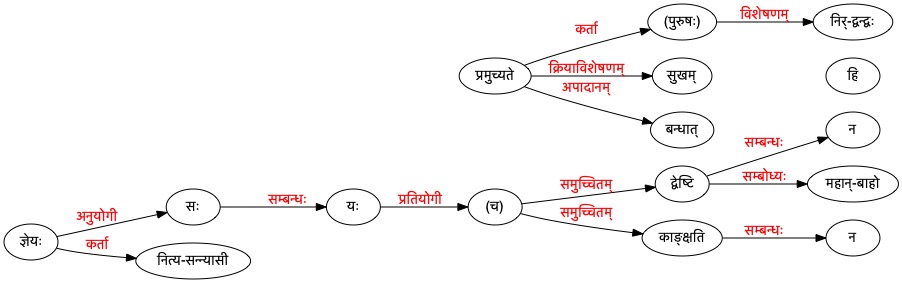 कर्ता
(पुरुषः)
विशेषणम्
निर्-द्वन्द्वः
प्रमुच्यते
क्रियाविशेषणम्
सुखम्
हि
अपादानम्
बन्धात्
सम्बन्धः
न
द्वेष्टि
सम्बोध्यः
महान्-बाहो
समुच्चितम्
ज्ञेयः
अनुयोगी
सः
सम्बन्धः
यः
प्रतियोगी
(च)
समुच्चितम्
काङ्क्षति
सम्बन्धः
न
कर्ता
नित्य-सन्न्यासी